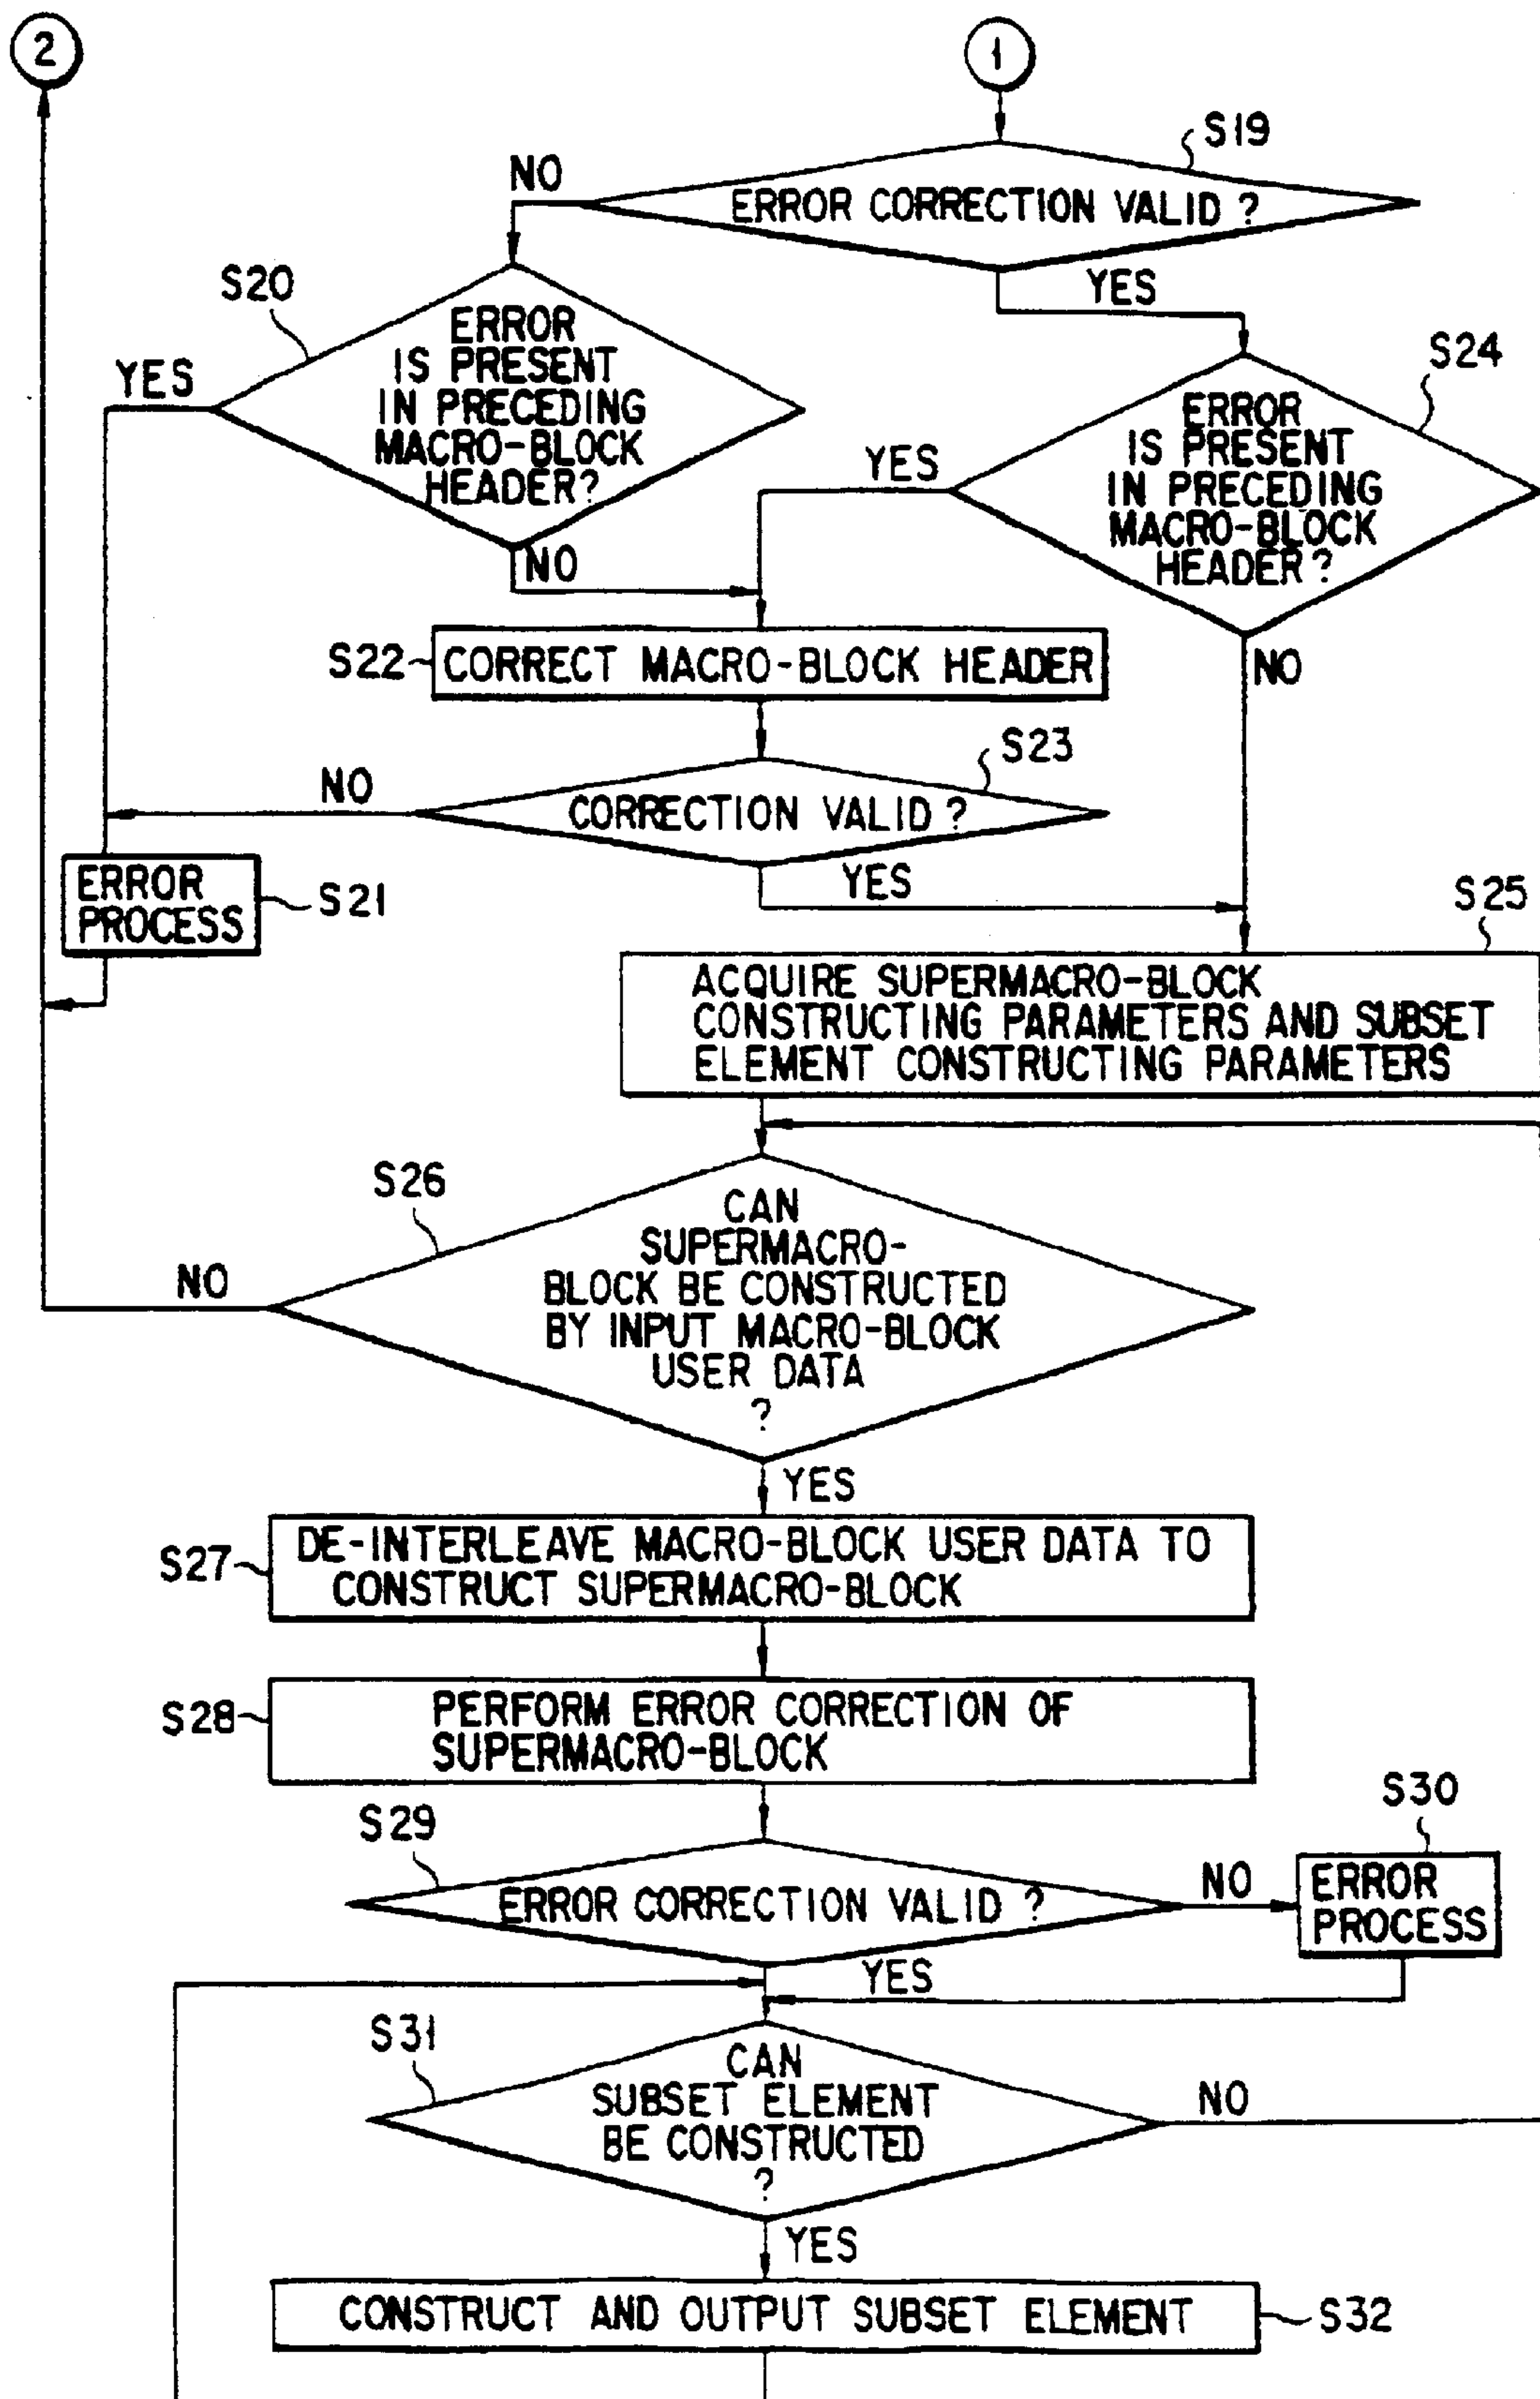 2
1
S19
NO
ERROR CORRECTION VALID ?
YES
S20
ERROR
IS PRESENT
IN PRECEDING
MACRO-BLOCK
HEADER?
YES
NO
S24
ERROR
IS PRESENT
IN PRECEDING
MACRO-BLOCK
HEADER ?
YES
NO
S22
CORRECT MACRO-BLOCK HEADER
S23
NO
CORRECTION VALID ?
YES
ERROR
PROCESS
S21
S25
ACQUIRE SUPERMACRO-BLOCK
CONSTRUCTING PARAMETERS AND SUBSET
ELEMENT CONSTRUCTING PARAMETERS
S26
CAN
SUPERMACRO-
BLOCK BE CONSTRUCTED
BY INPUT MACRO-BLOCK
USER DATA
?
NO
YES
S27
DE-INTERLEAVE MACRO-BLOCK USER DATA TO
CONSTRUCT SUPERMACRO-BLOCK
S28
PERFORM ERROR CORRECTION OF
SUPERMACRO-BLOCK
S29
ERROR CORRECTION VALID ?
NO
S30
ERROR
PROCESS
YES
S31
CAN
SUBSET ELEMENT
BE CONSTRUCTED
?
NO
YES
CONSTRUCT AND OUTPUT SUBSET ELEMENT
S32